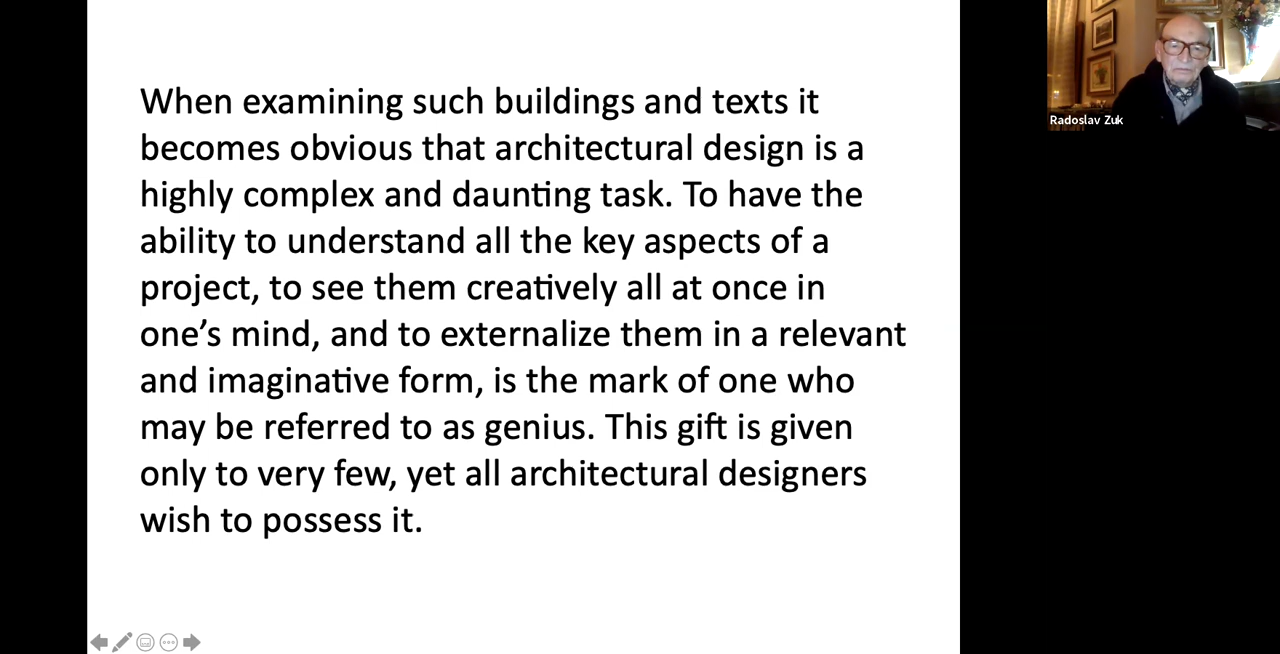 When examining such buildings and texts it
becomes obvious that architectural design is a
highly complex and daunting task. To have the
ability to understand all the key aspects of a
project, to see them creatively all at once in
one’s mind, and to externalize them in a relevant
and imaginative form, is the mark of one who
may be referred to as genius. This gift is given
only to very few, yet all architectural designers
wish to possess it.
Radoslav Zuk